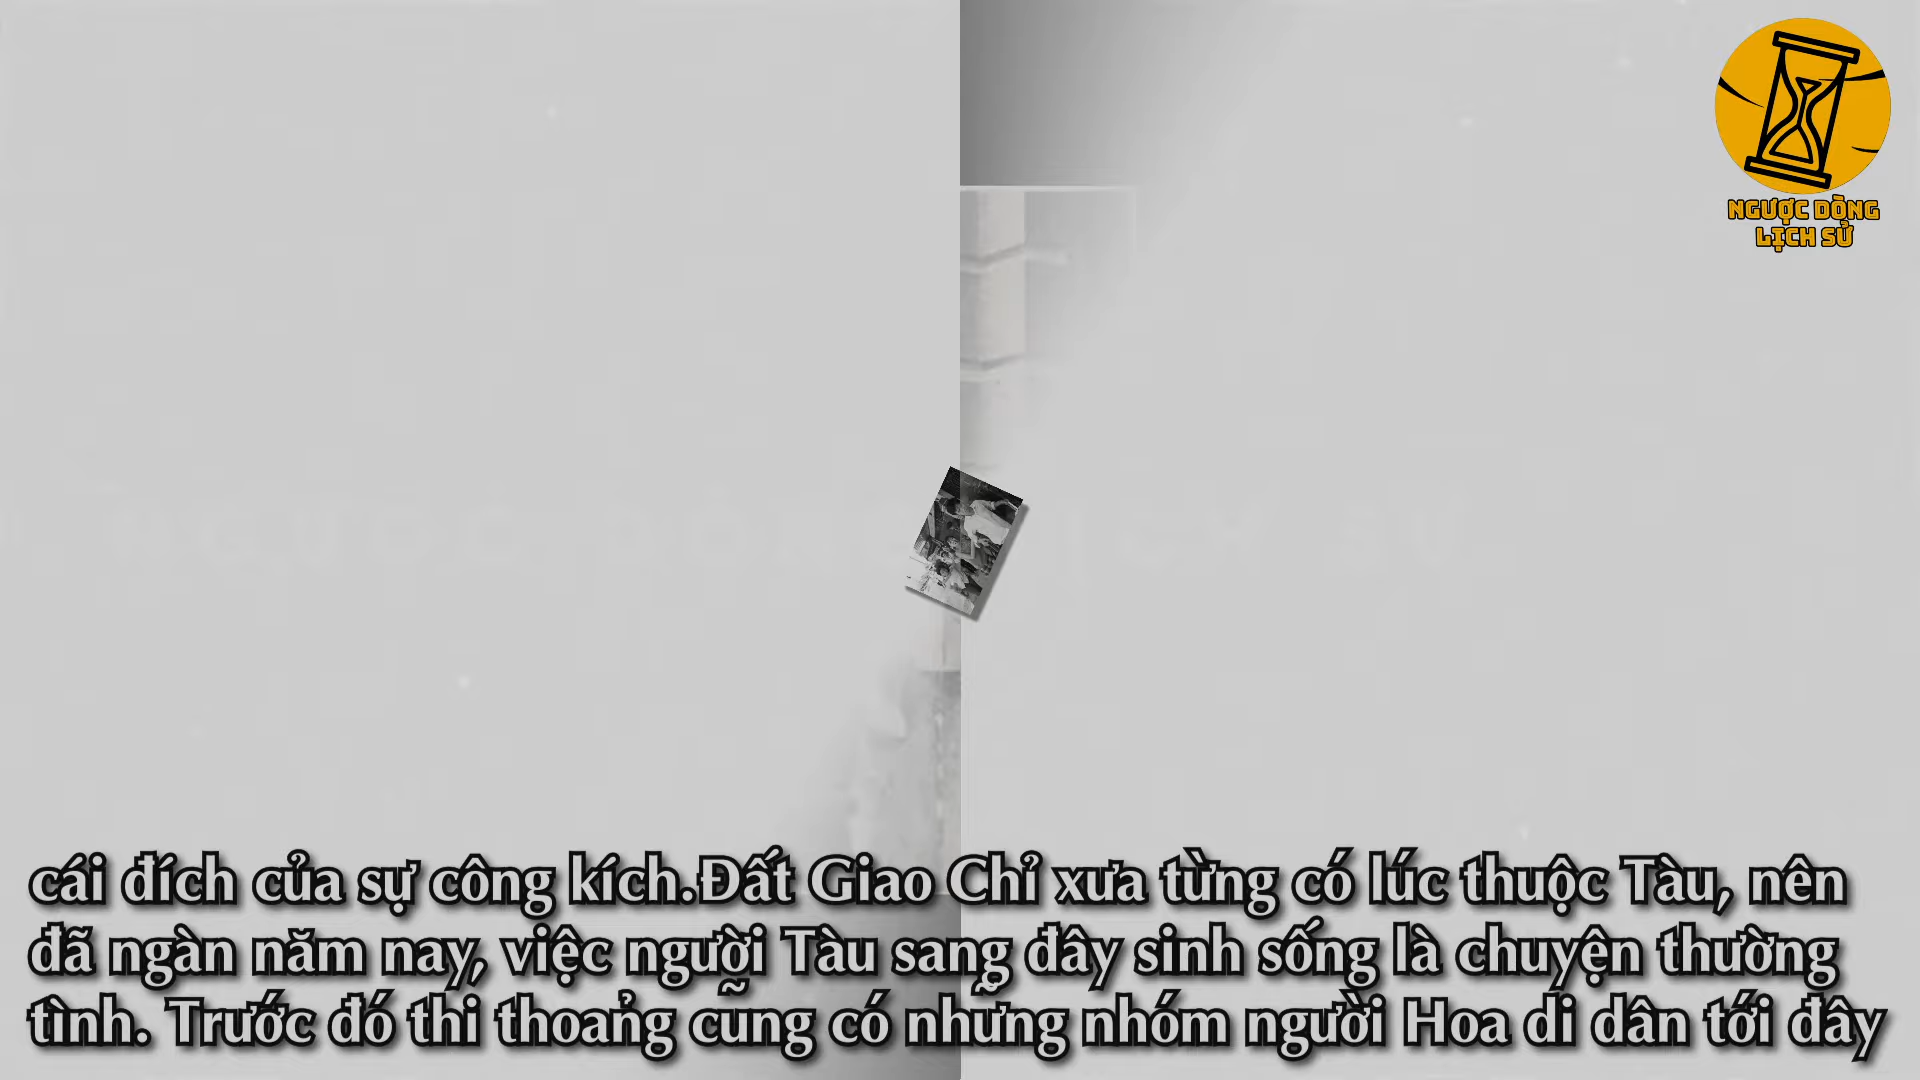 NGƯỢC DÒNG
LỊCH SỬ
cái đích của sự công kích.Đất Giao Chỉ xưa từng có lúc thuộc Tàu, nên
đã ngàn năm nay, việc người Tàu sang đây sinh sống là chuyện thường
tình. Trước đó thi thoảng cũng có những nhóm người Hoa di dân tới đây